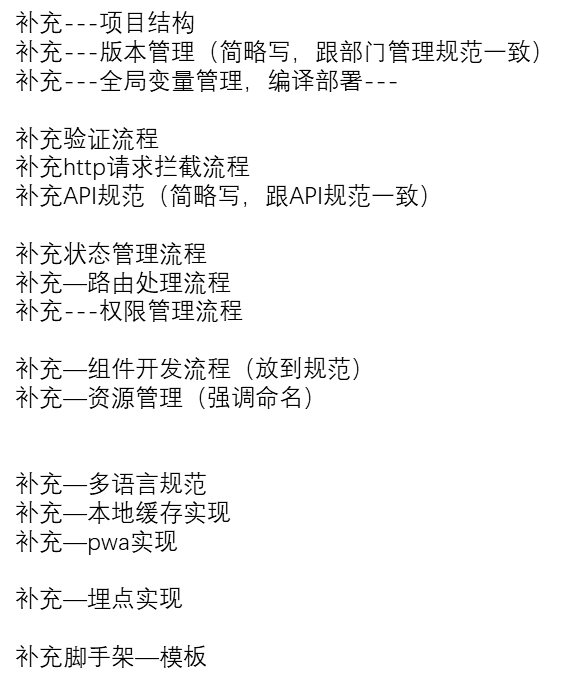 补充---项目结构
补充---版本管理（简略写，跟部门管理规范一致）
补充---全局变量管理，编译部署---
补充验证流程
补充http请求拦截流程
补充API规范（简略写，跟API规范一致）
补充状态管理流程
补充—路由处理流程
补充---权限管理流程
补充—组件开发流程（放到规范）
补充—资源管理（强调命名）
补充—多语言规范
补充—本地缓存实现
补充—pwa实现
补充—埋点实现
补充脚手架—模板